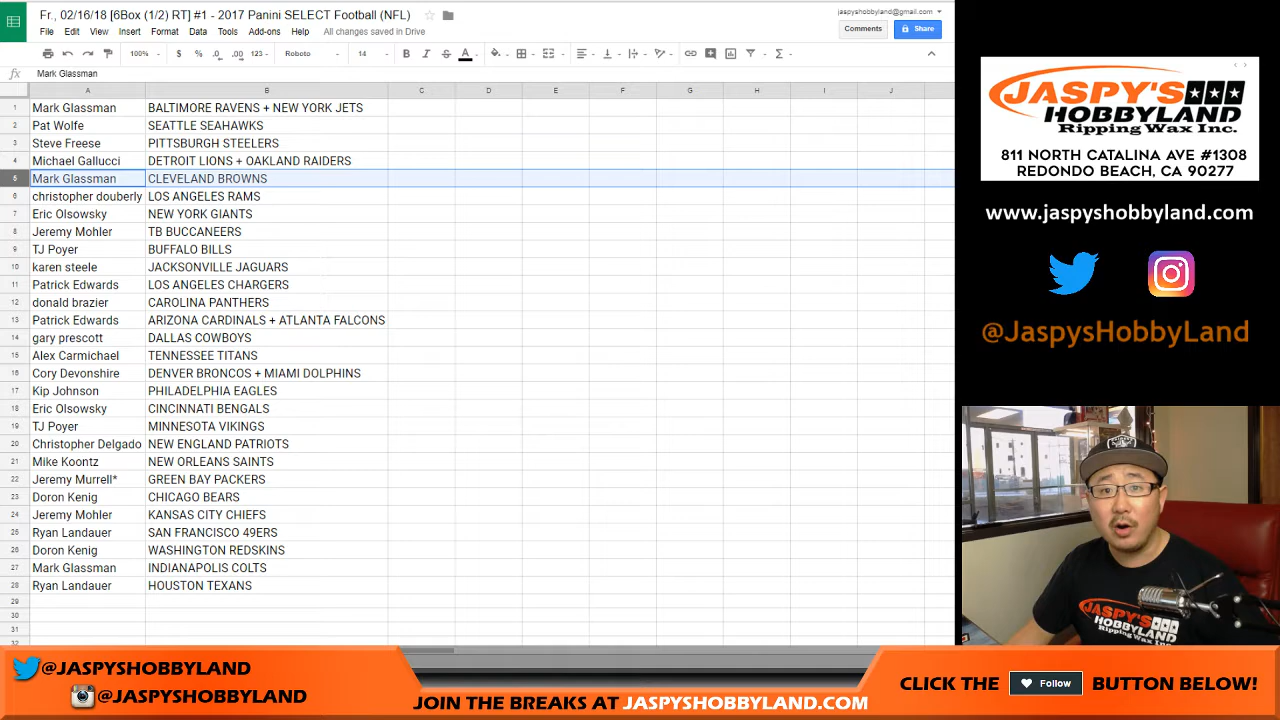 Fr., 02/16/18 [6Box (1/2) RT] #1 - 2017 Panini SELECT Football (NFL)
jaspyshobbyland@gmail.com
File Edit View Insert Format Data Tools Add-ons Help All changes saved in Drive
Comments
Share
100% $ % .0 .00 123 Roboto 14 B I S A
fx Mark Glassman
A B C D E F G H I J
1 Mark Glassman BALTIMORE RAVENS + NEW YORK JETS
2 Pat Wolfe SEATTLE SEAHAWKS
3 Steve Freese PITTSBURGH STEELERS
4 Michael Gallucci DETROIT LIONS + OAKLAND RAIDERS
5 Mark Glassman CLEVELAND BROWNS
6 christopher douberly LOS ANGELES RAMS
7 Eric Olsowsky NEW YORK GIANTS
8 Jeremy Mohler TB BUCCANEERS
9 TJ Poyer BUFFALO BILLS
10 karen steele JACKSONVILLE JAGUARS
11 Patrick Edwards LOS ANGELES CHARGERS
12 donald brazier CAROLINA PANTHERS
13 Patrick Edwards ARIZONA CARDINALS + ATLANTA FALCONS
14 gary prescott DALLAS COWBOYS
15 Alex Carmichael TENNESSEE TITANS
16 Cory Devonshire DENVER BRONCOS + MIAMI DOLPHINS
17 Kip Johnson PHILADELPHIA EAGLES
18 Eric Olsowsky CINCINNATI BENGALS
19 TJ Poyer MINNESOTA VIKINGS
20 Christopher Delgado NEW ENGLAND PATRIOTS
21 Mike Koontz NEW ORLEANS SAINTS
22 Jeremy Murrell* GREEN BAY PACKERS
23 Doron Kenig CHICAGO BEARS
24 Jeremy Mohler KANSAS CITY CHIEFS
25 Ryan Landauer SAN FRANCISCO 49ERS
26 Doron Kenig WASHINGTON REDSKINS
27 Mark Glassman INDIANAPOLIS COLTS
28 Ryan Landauer HOUSTON TEXANS
29
30
31
32
JASPY'S
HOBBYLAND
Ripping Wax Inc.
811 NORTH CATALINA AVE #1308
REDONDO BEACH, CA 90277
www.jaspyshobbyland.com
@JaspysHobbyLand
JASPY'S
HOBBYLAND
Ripping Wax Inc.
@JASPYSHOBBYLAND
@JASPYSHOBBYLAND
JOIN THE BREAKS AT JASPYSHOBBYLAND.COM
CLICK THE Follow BUTTON BELOW!